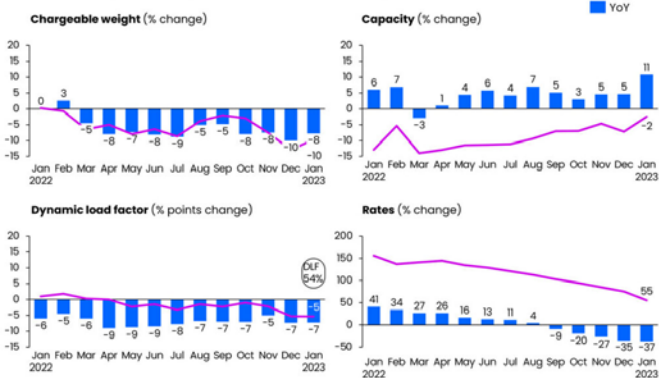 YoY
Chargeable weight (% change)
20
15
10
5
0
-5
-10
-15
0 3 -5 -8 -7 -8 -9 -5 -5 -8 -7 -10 -8
-10
Jan Feb Mar Apr May Jun Jul Aug Sep Oct Nov Dec Jan
2022 2023
Capacity (% change)
20
15
10
5
0
-5
-10
-15
6 7 -3 1 4 6 4 7 5 3 5 5 11
-2
Jan Feb Mar Apr May Jun Jul Aug Sep Oct Nov Dec Jan
2022 2023
Dynamic load factor (% points change)
20
15
10
5
0
-5
-10
-15
DLF
54%
-5
-6 -5 -6 -9 -9 -9 -8 -7 -7 -7 -5 -7 -7
Jan Feb Mar Apr May Jun Jul Aug Sep Oct Nov Dec Jan
2022 2023
Rates (% change)
200
150
100
50
0
-50
55
41 34 27 26 16 13 11 4 -9 -20 -27 -35 -37
Jan Feb Mar Apr May Jun Jul Aug Sep Oct Nov Dec Jan
2022 2023